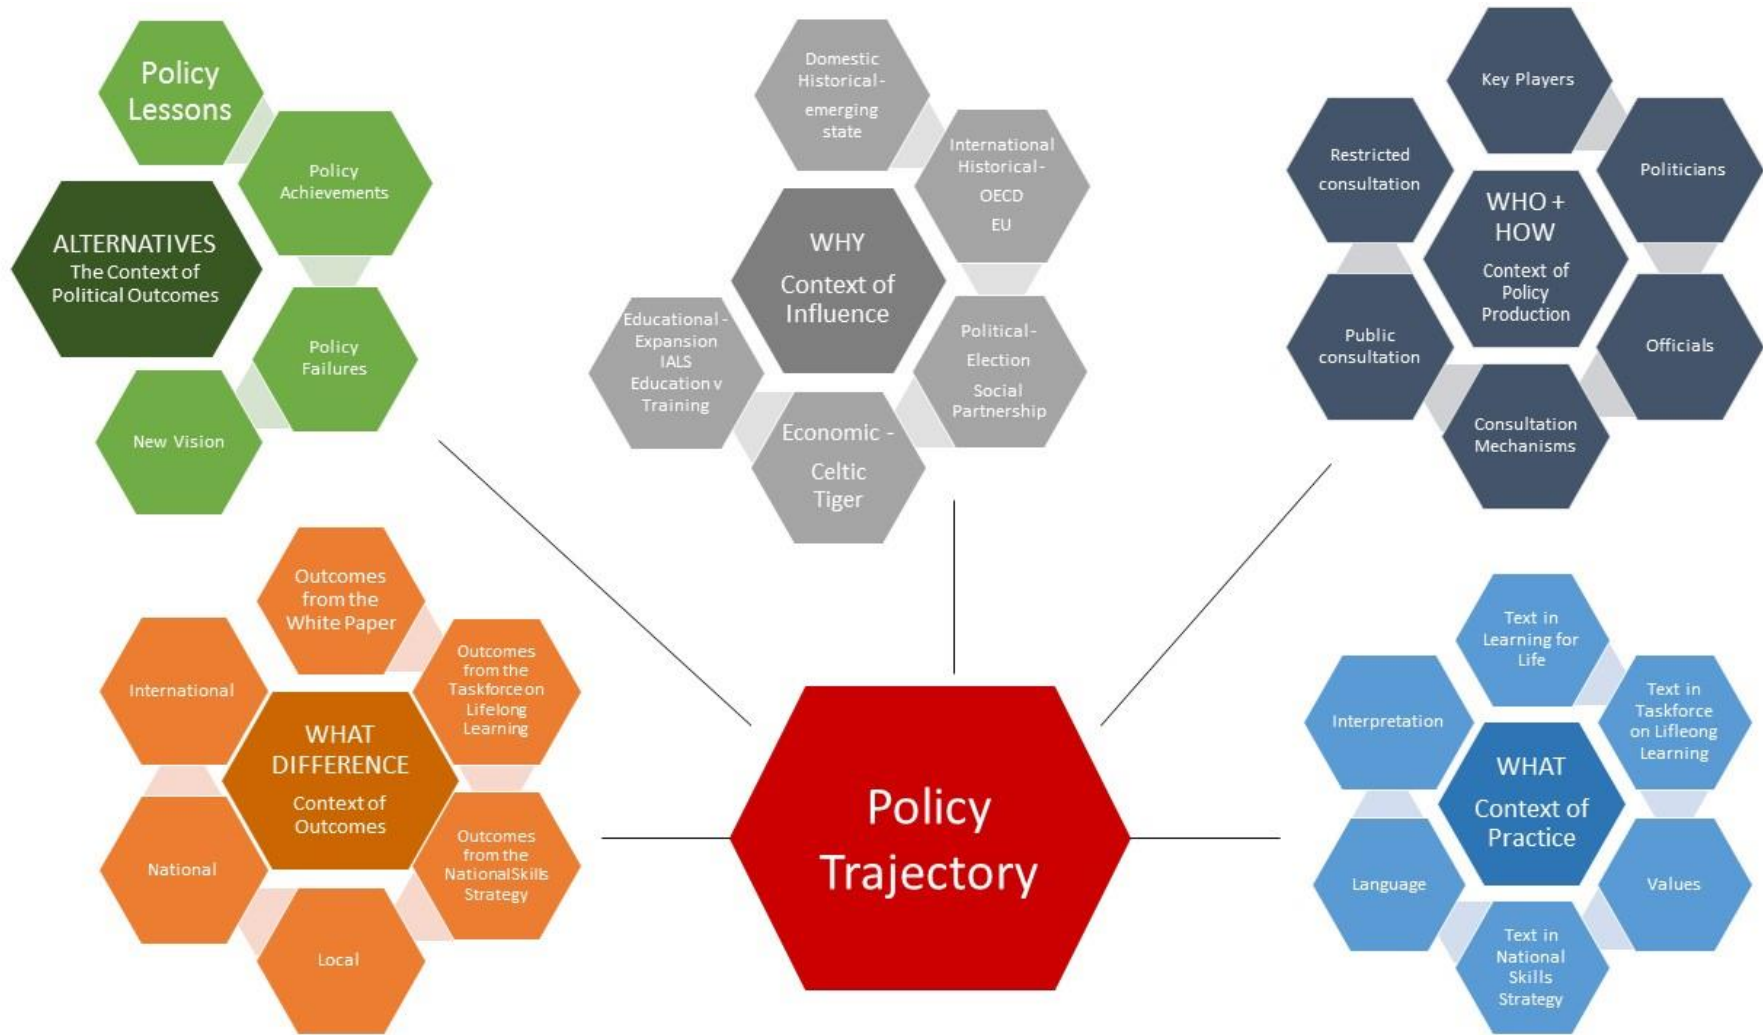 Policy
Lessons
Policy
Achievements
ALTERNATIVES
The Context of
Political Outcomes
Policy
Failures
New Vision
Domestic
Historical-
emerging
state
International
Historical-
OECD
EU
WHY
Context of
Influence
Political-
Election
Social
Partnership
Economic -
Celtic
Tiger
Educational -
Expansion
IALS
Education v
Training
Key Players
Politicians
Restricted
consultation
WHO +
HOW
Context of
Policy
Production
Officials
Public
consultation
Consultation
Mechanisms
Outcomes
from the
White Paper
Outcomes
from the
Taskforce on
Lifelong
Learning
International
WHAT
DIFFERENCE
Context of
Outcomes
Outcomes
from the
National Skills
Strategy
National
Local
Policy
Trajectory
Text in
Learning for
Life
Text in
Taskforce
on Lifleong
Learning
Interpretation
WHAT
Context of
Practice
Values
Language
Text in
National
Skills
Strategy